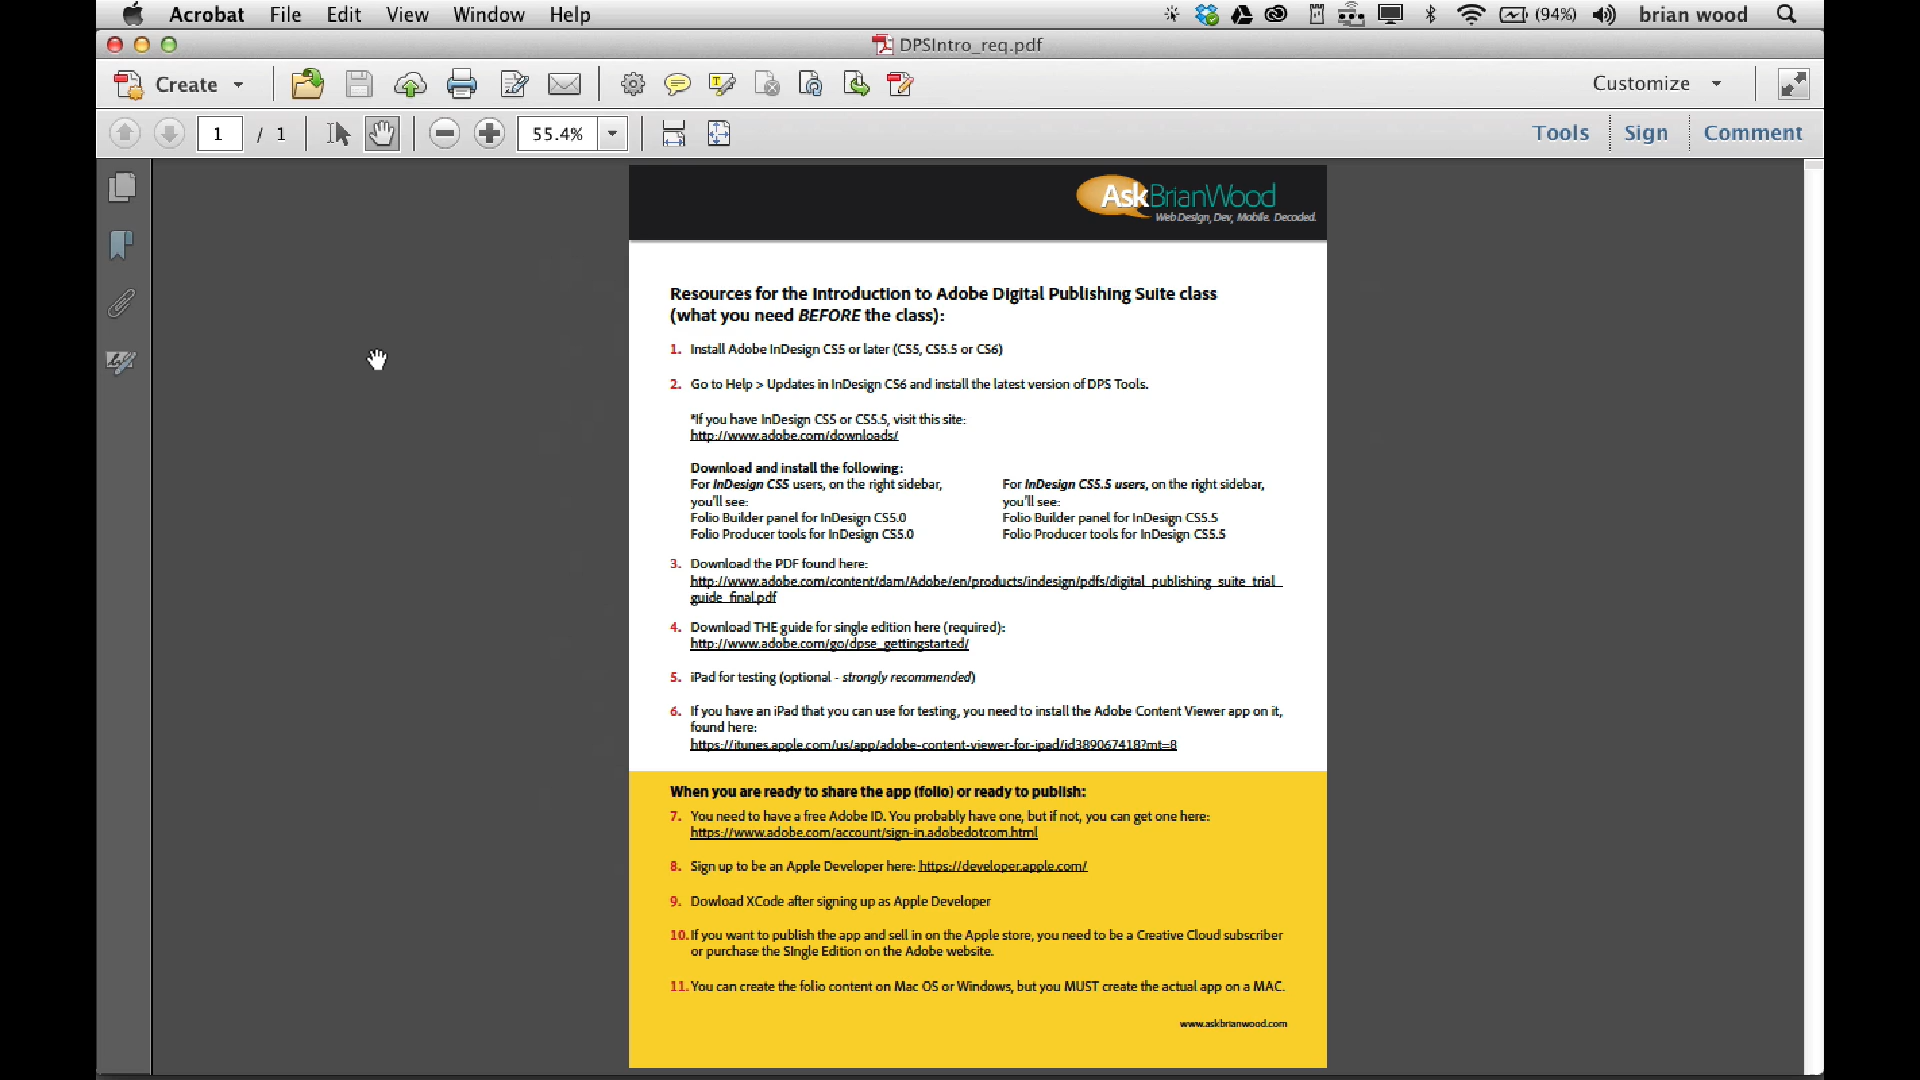 Acrobat File Edit View Window Help (94%) brian wood
DPSIntro_req.pdf
Create Customize
1 / 1 55.4% Tools Sign Comment
AskBrianWood
Web Design, Dev, Mobile. Decoded.
Resources for the Introduction to Adobe Digital Publishing Suite class
(what you need BEFORE the class):
1. Install Adobe InDesign CS5 or later (CS5, CS5.5 or CS6)
2. Go to Help > Updates in InDesign CS6 and install the latest version of DPS Tools.
*If you have InDesign CS5 or CS5.5, visit this site:
http://www.adobe.com/downloads/
Download and install the following:
For InDesign CS5 users, on the right sidebar,
you'll see:
Folio Builder panel for InDesign CS5.0
Folio Producer tools for InDesign CS5.0
For InDesign CS5.5 users, on the right sidebar,
you'll see:
Folio Builder panel for InDesign CS5.5
Folio Producer tools for InDesign CS5.5
3. Download the PDF found here:
http://www.adobe.com/content/dam/Adobe/en/products/indesign/pdfs/digital_publishing_suite_trial_
guide_final.pdf
4. Download THE guide for single edition here (required):
http://www.adobe.com/go/dpse_gettingstarted/
5. iPad for testing (optional - strongly recommended)
6. If you have an iPad that you can use for testing, you need to install the Adobe Content Viewer app on it,
found here:
https://itunes.apple.com/us/app/adobe-content-viewer-for-ipad/id389067418?mt=8
When you are ready to share the app (folio) or ready to publish:
7. You need to have a free Adobe ID. You probably have one, but if not, you can get one here:
https://www.adobe.com/account/sign-in.adobedotcom.html
8. Sign up to be an Apple Developer here: https://developer.apple.com/
9. Dowload XCode after signing up as Apple Developer
10. If you want to publish the app and sell in on the Apple store, you need to be a Creative Cloud subscriber
or purchase the Single Edition on the Adobe website.
11. You can create the folio content on Mac OS or Windows, but you MUST create the actual app on a MAC.
www.askbrianwood.com